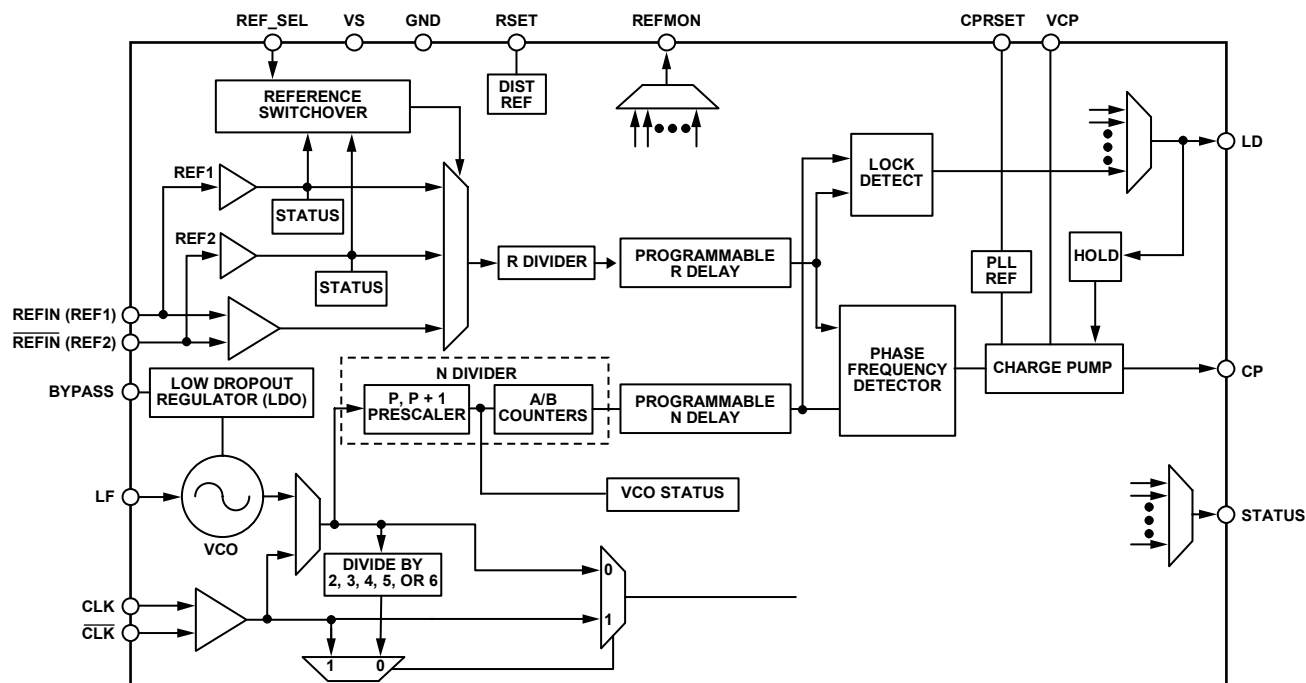 REF_SEL
VS
GND
RSET
REFMON
CPRSET
VCP
REFERENCE
SWITCHOVER
DIST
REF
LD
LOCK
DETECT
REF1
STATUS
REF2
STATUS
R DIVIDER
PROGRAMMABLE
R DELAY
PLL
REF
HOLD
REFIN (REF1)
REFIN (REF2)
BYPASS
LOW DROPOUT
REGULATOR (LDO)
N DIVIDER
P, P + 1
PRESCALER
A/B
COUNTERS
PROGRAMMABLE
N DELAY
PHASE
FREQUENCY
DETECTOR
CHARGE PUMP
CP
LF
VCO
VCO STATUS
STATUS
DIVIDE BY
2, 3, 4, 5, OR 6
0
1
CLK
CLK
1
0